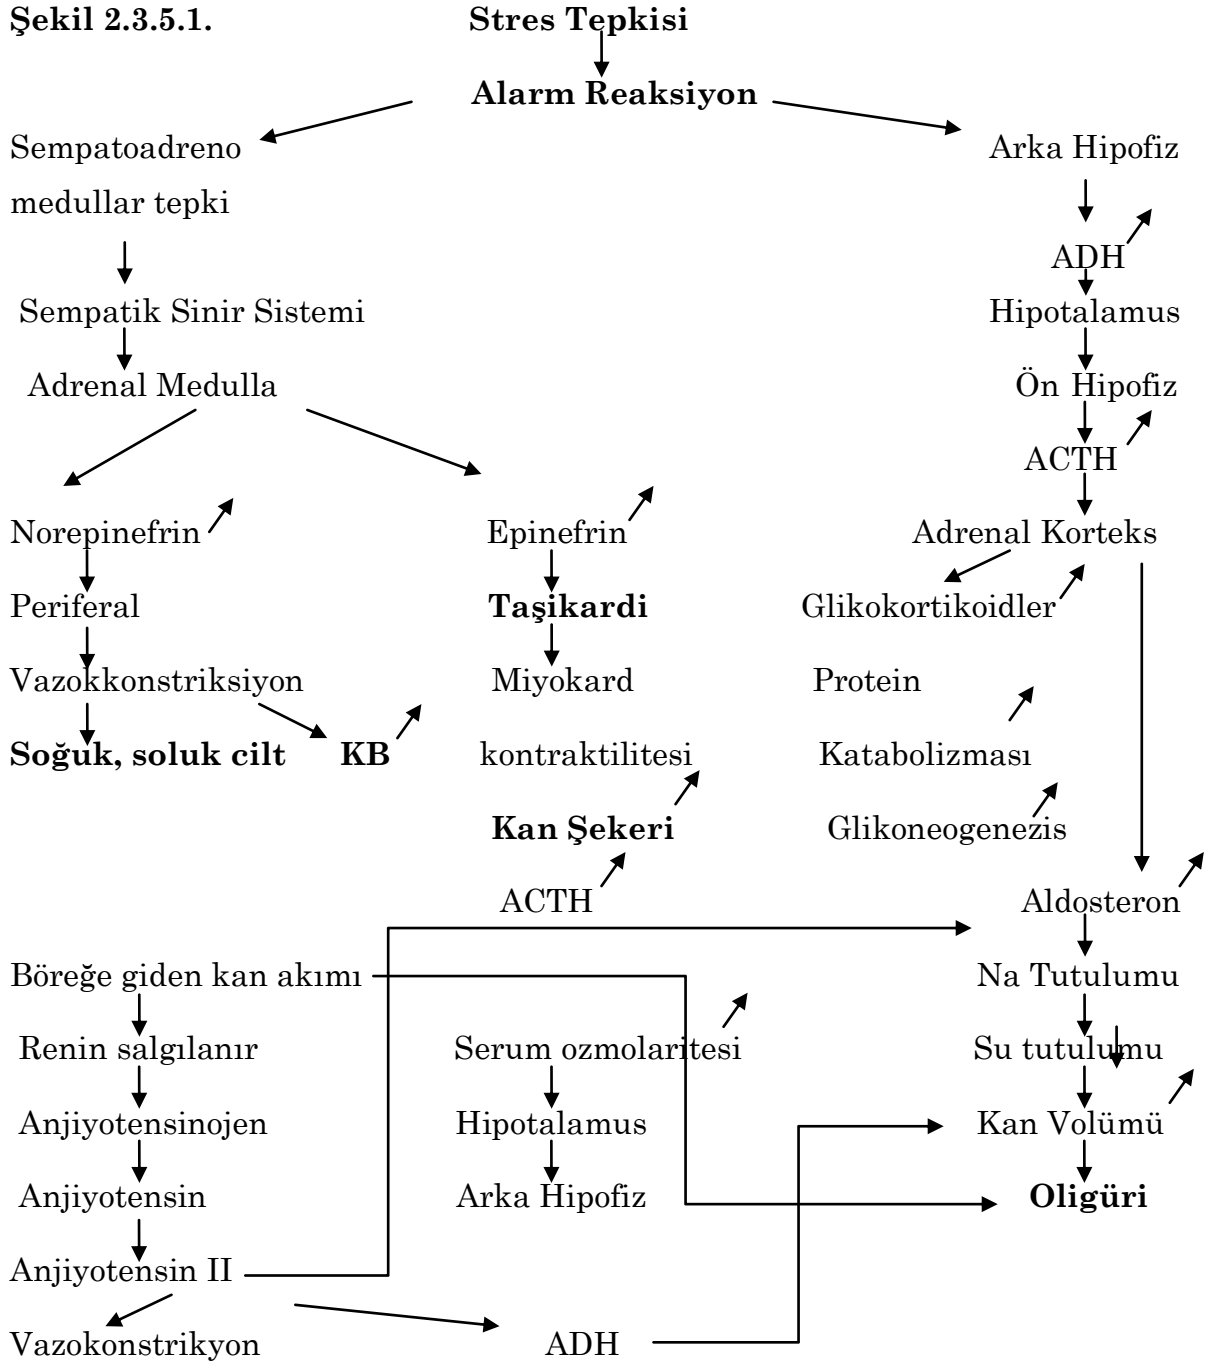 Şekil 2.3.5.1. Stres Tepkisi
Alarm Reaksiyon
Sempatoadreno Arka Hipofiz
medullar tepki
ADH
Sempatik Sinir Sistemi Hipotalamus
Adrenal Medulla Ön Hipofiz
ACTH
Norepinefrin Epinefrin Adrenal Korteks
Periferal Taşikardi Glikokortikoidler
Vazokkonstriksiyon Miyokard Protein
Soğuk, soluk cilt KB kontraktilitesi Katabolizması
Kan Şekeri Glikoneogenezis
ACTH Aldosteron
Böreğe giden kan akımı Na Tutulumu
Renin salgılanır Serum ozmolaritesi Su tutulumu
Anjiyotensinojen Hipotalamus Kan Volümü
Anjiyotensin Arka Hipofiz Oligüri
Anjiyotensin II
Vazokonstrikyon ADH